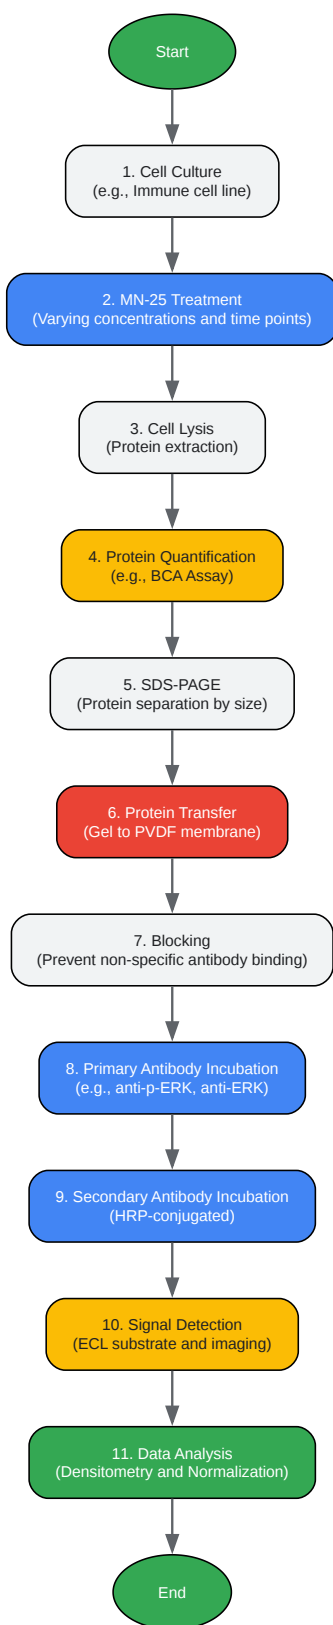 Start
1. Cell Culture
(e.g., Immune cell line)
2. MN-25 Treatment
(Varying concentrations and time points)
3. Cell Lysis
(Protein extraction)
4. Protein Quantification
(e.g., BCA Assay)
5. SDS-PAGE
(Protein separation by size)
6. Protein Transfer
(Gel to PVDF membrane)
7. Blocking
(Prevent non-specific antibody binding)
8. Primary Antibody Incubation
(e.g., anti-p-ERK, anti-ERK)
9. Secondary Antibody Incubation
(HRP-conjugated)
10. Signal Detection
(ECL substrate and imaging)
11. Data Analysis
(Densitometry and Normalization)
End